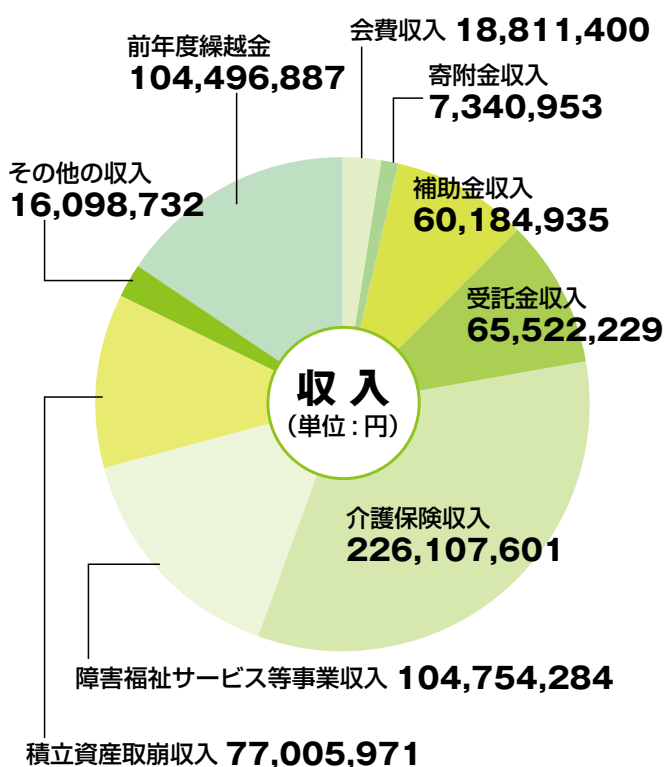 会費収入 18,811,400
寄附金収入
7,340,953
補助金収入
60,184,935
受託金収入
65,522,229
介護保険収入
226,107,601
障害福祉サービス等事業収入 104,754,284
積立資産取崩収入 77,005,971
その他の収入
16,098,732
前年度繰越金
104,496,887
収入
(単位:円)